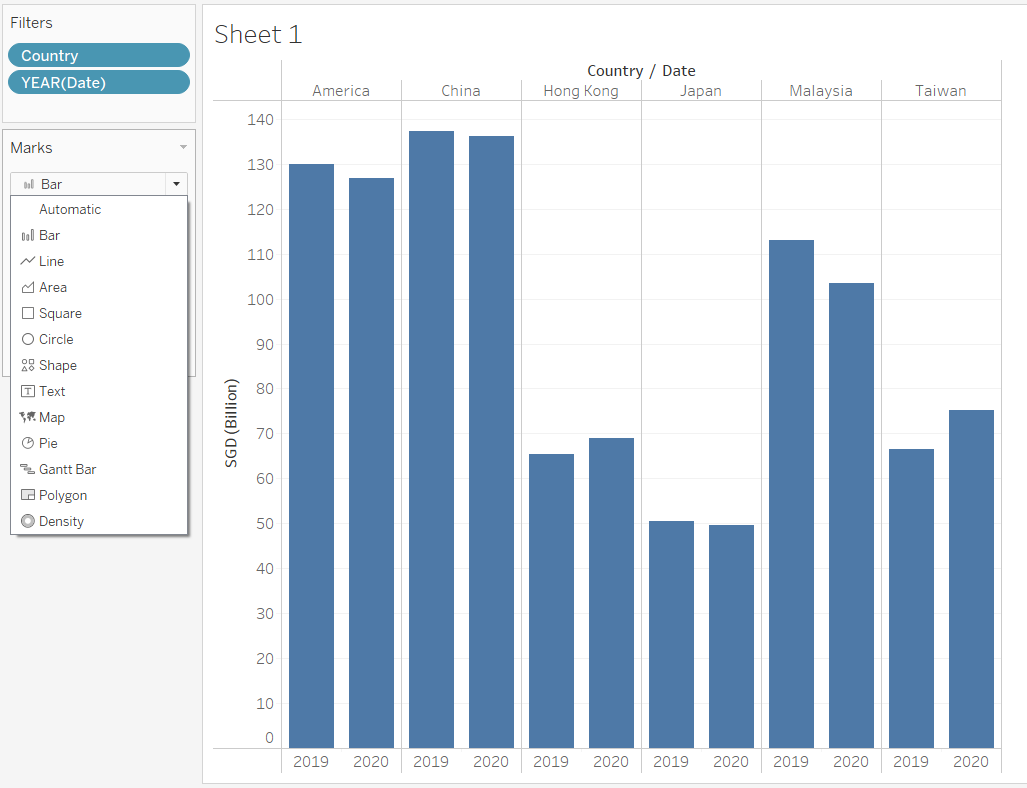 Filters
Country
YEAR(Date)
Marks
Bar
Automatic
Bar
Line
Area
Square
Circle
Shape
Text
Map
Pie
Gantt Bar
Polygon
Density
Sheet 1
Country / Date
America China Hong Kong Japan Malaysia Taiwan
SGD (Billion)
140
130
120
110
100
90
80
70
60
50
40
30
20
10
0
2019 2020 2019 2020 2019 2020 2019 2020 2019 2020 2019 2020